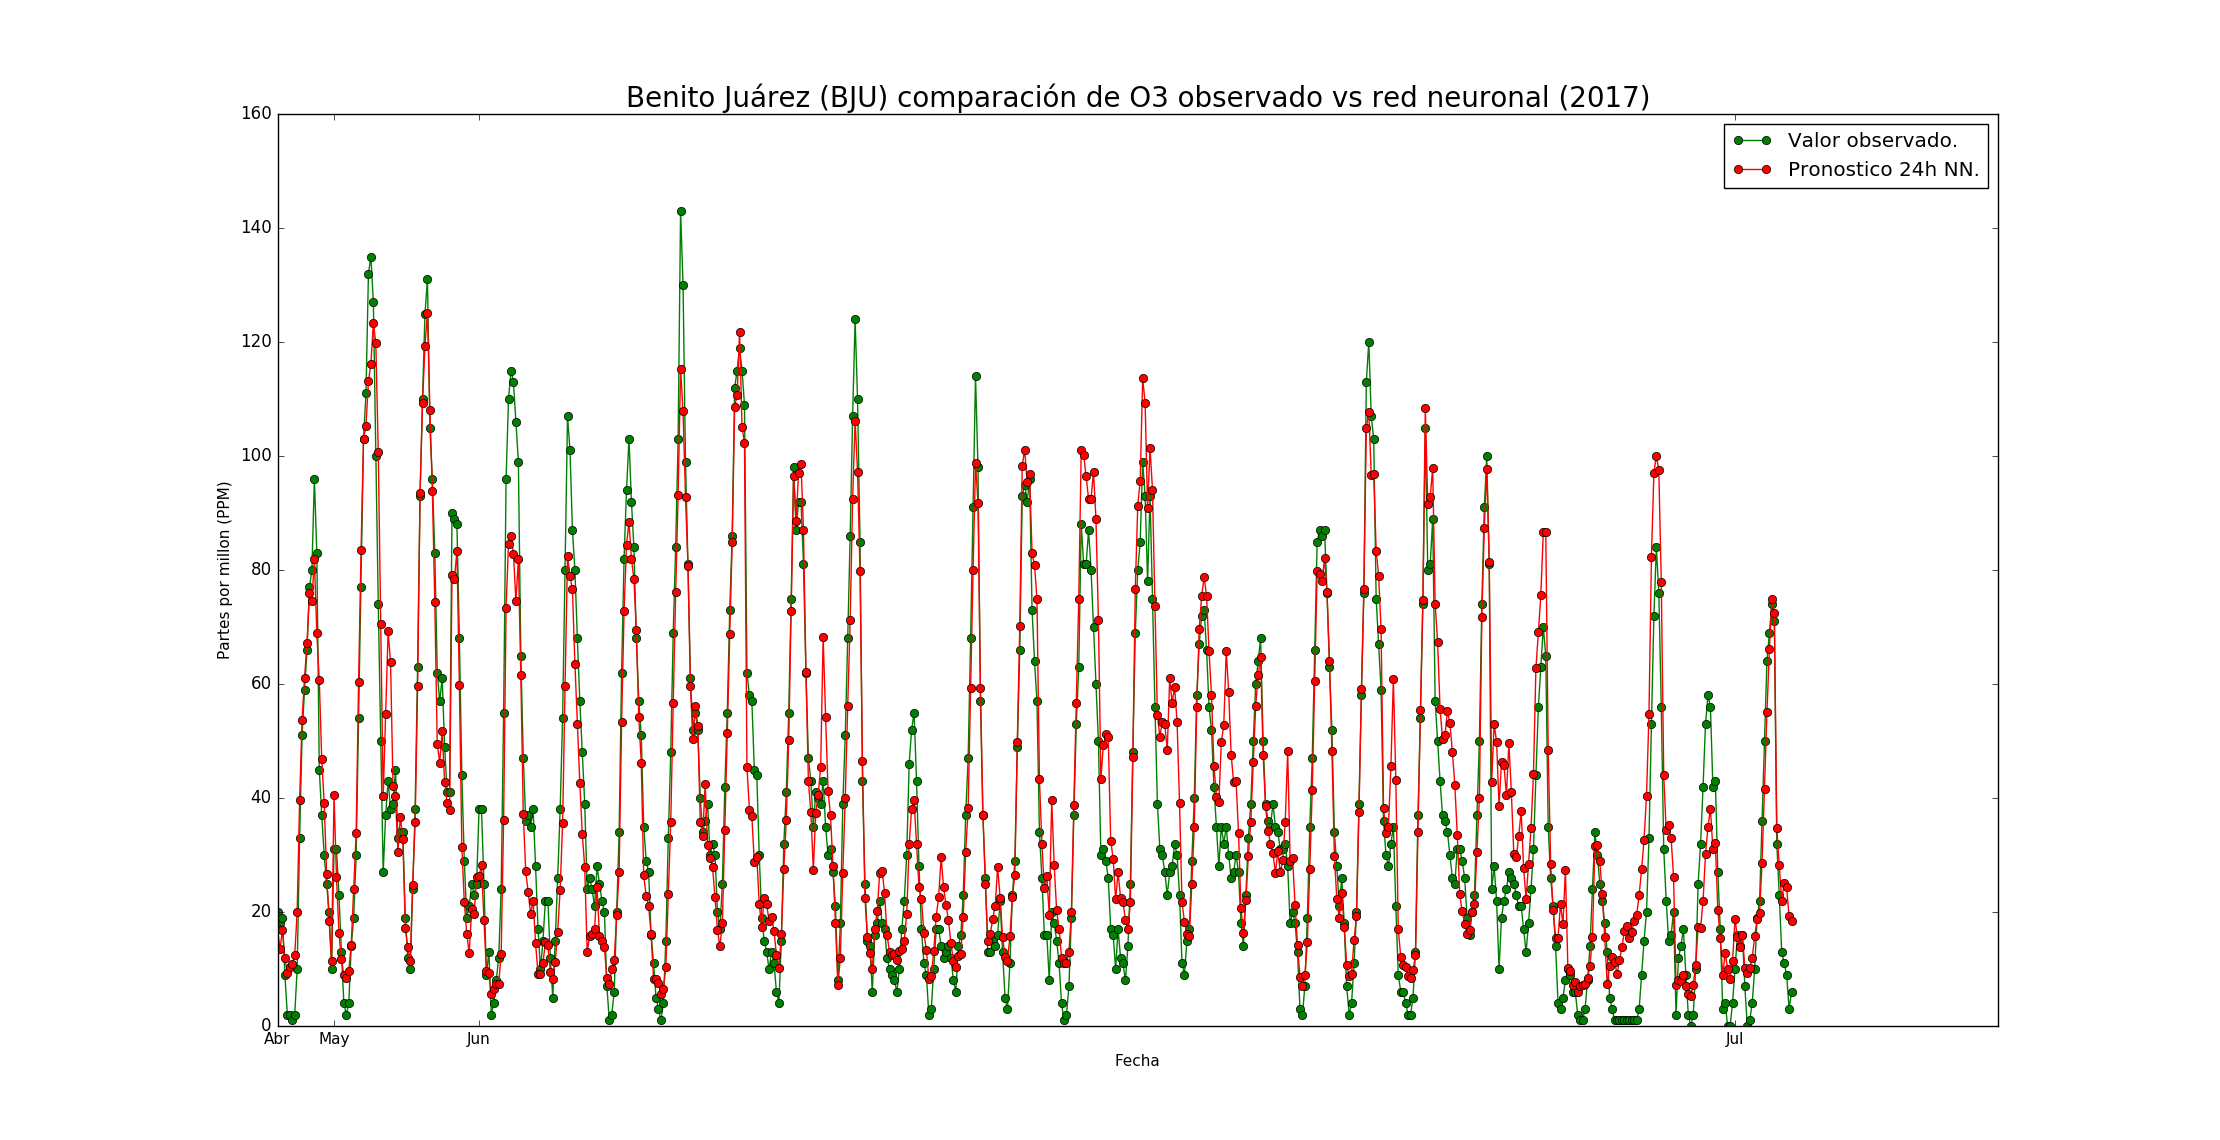 Benito Juárez (BJU) comparación de O3 observado vs red neuronal (2017)
160
140
120
100
80
60
40
20
0
Partes por millon (PPM)
Valor observado.
Pronostico 24h NN.
Abr
May
Jun
Jul
Fecha